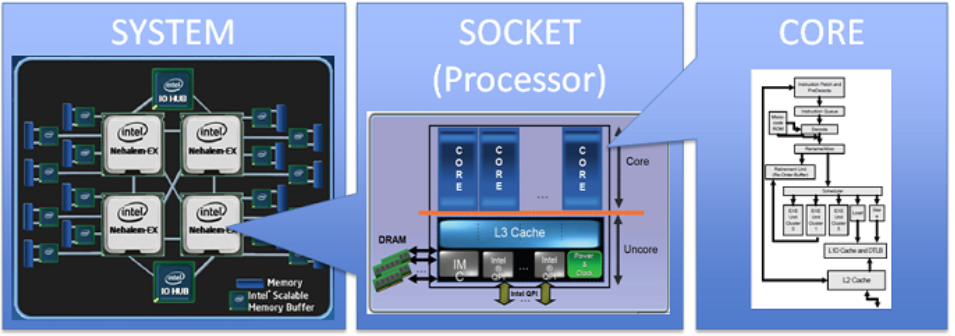 SYSTEM
intel
IO HUB
intel
Nehalem-EX
intel
Nehalem-EX
intel
Nehalem-EX
intel
Nehalem-EX
intel
IO HUB
Memory
Intel® Scalable
Memory Buffer
SOCKET
(Processor)
CORE
CORE
CORE
...
Core
L3 Cache
Uncore
DRAM
...
IM
C
Intel
QPI
...
Intel
QPI
Power
&
Clock
Intel QPI
...
CORE
Instruction Fetch and
PreDecode
Instruction Queue
Micro-
code
ROM
Decode
Rename/Alloc
Retirement Unit
(Re-Order Buffer)
Scheduler
EXE
Unit
Cluster
0
EXE
Unit
Cluster
1
EXE
Unit
Cluster
Load
L1D Cache and DTLB
L2 Cache